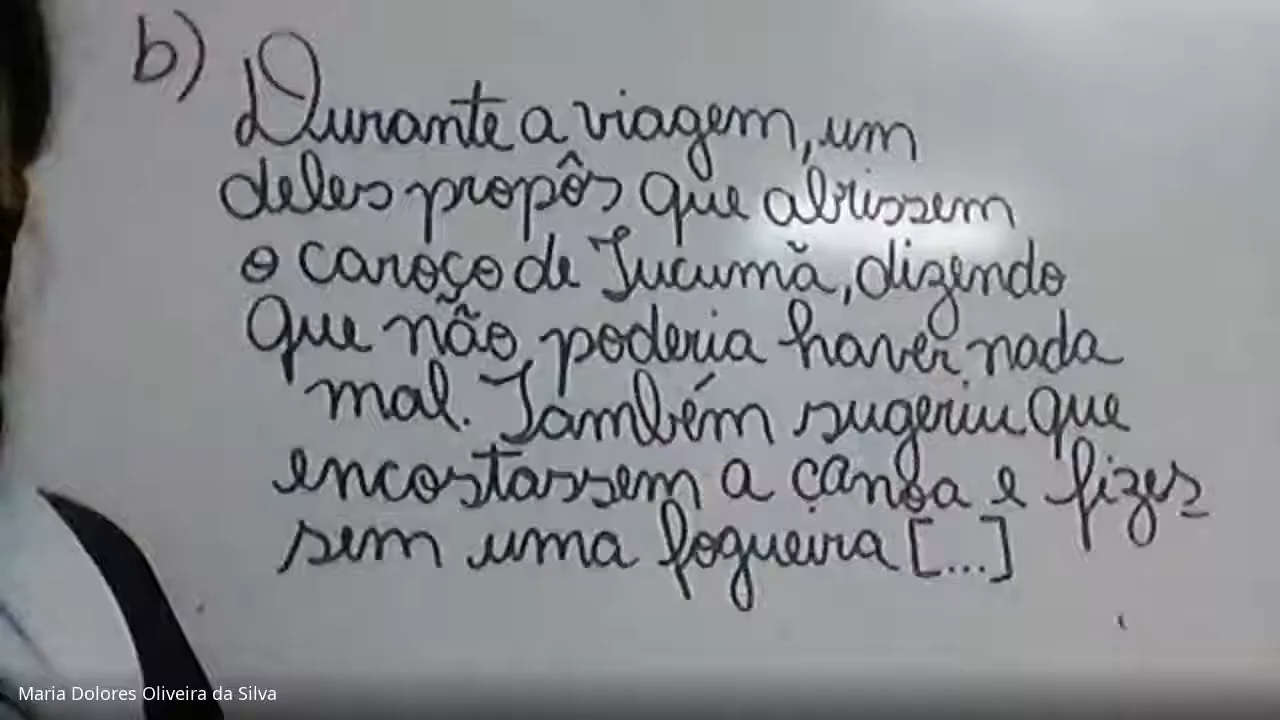 b) Durante a viagem, um
deles propôs que abrissem
o caroço de Tucumã, dizendo
que não poderia haver nada
mal. Também sugeriu que
encostassem a canoa e fizes
sem uma fogueira [...]
Maria Dolores Oliveira da Silva